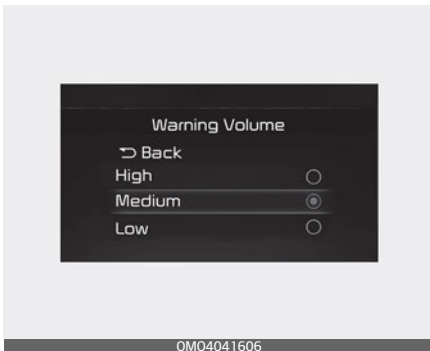 Warning Volume
Back
High
Medium
Low
OMO4041606